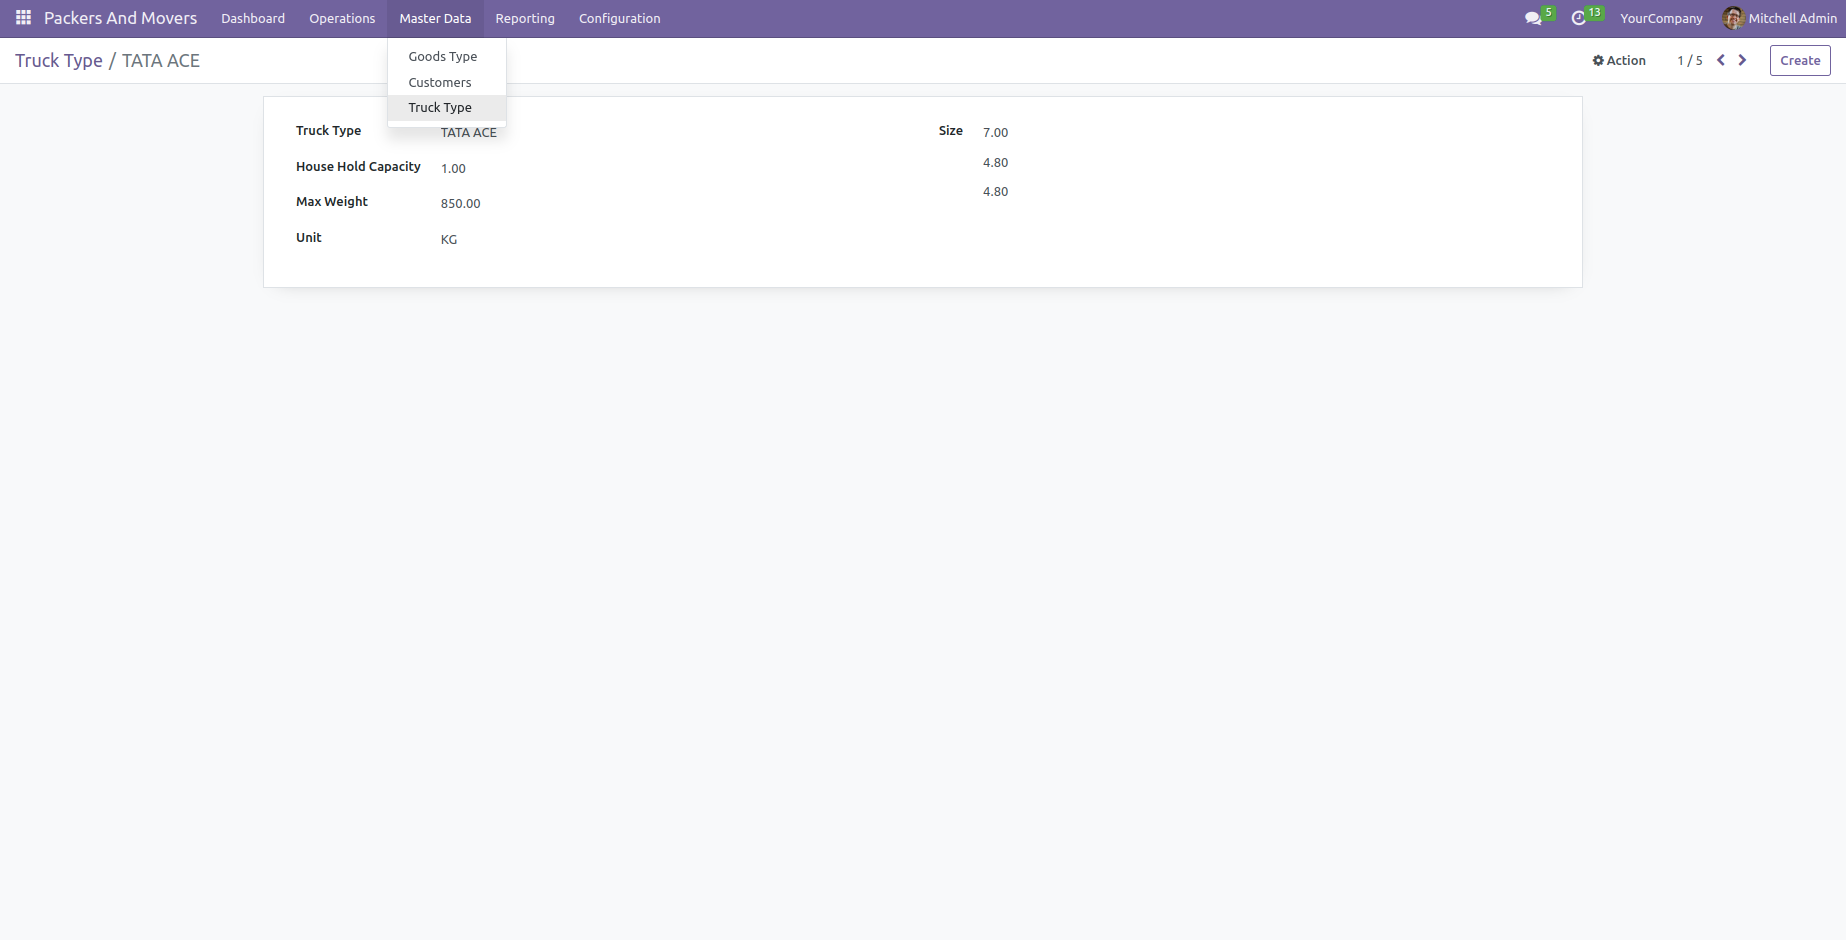 Packers And Movers Dashboard Operations Master Data Reporting Configuration 5 13 YourCompany Mitchell Admin
Truck Type / TATA ACE Action 1 / 5 Create
Goods Type
Customers
Truck Type
Truck Type TATA ACE Size 7.00
House Hold Capacity 1.00 4.80
Max Weight 850.00 4.80
Unit KG